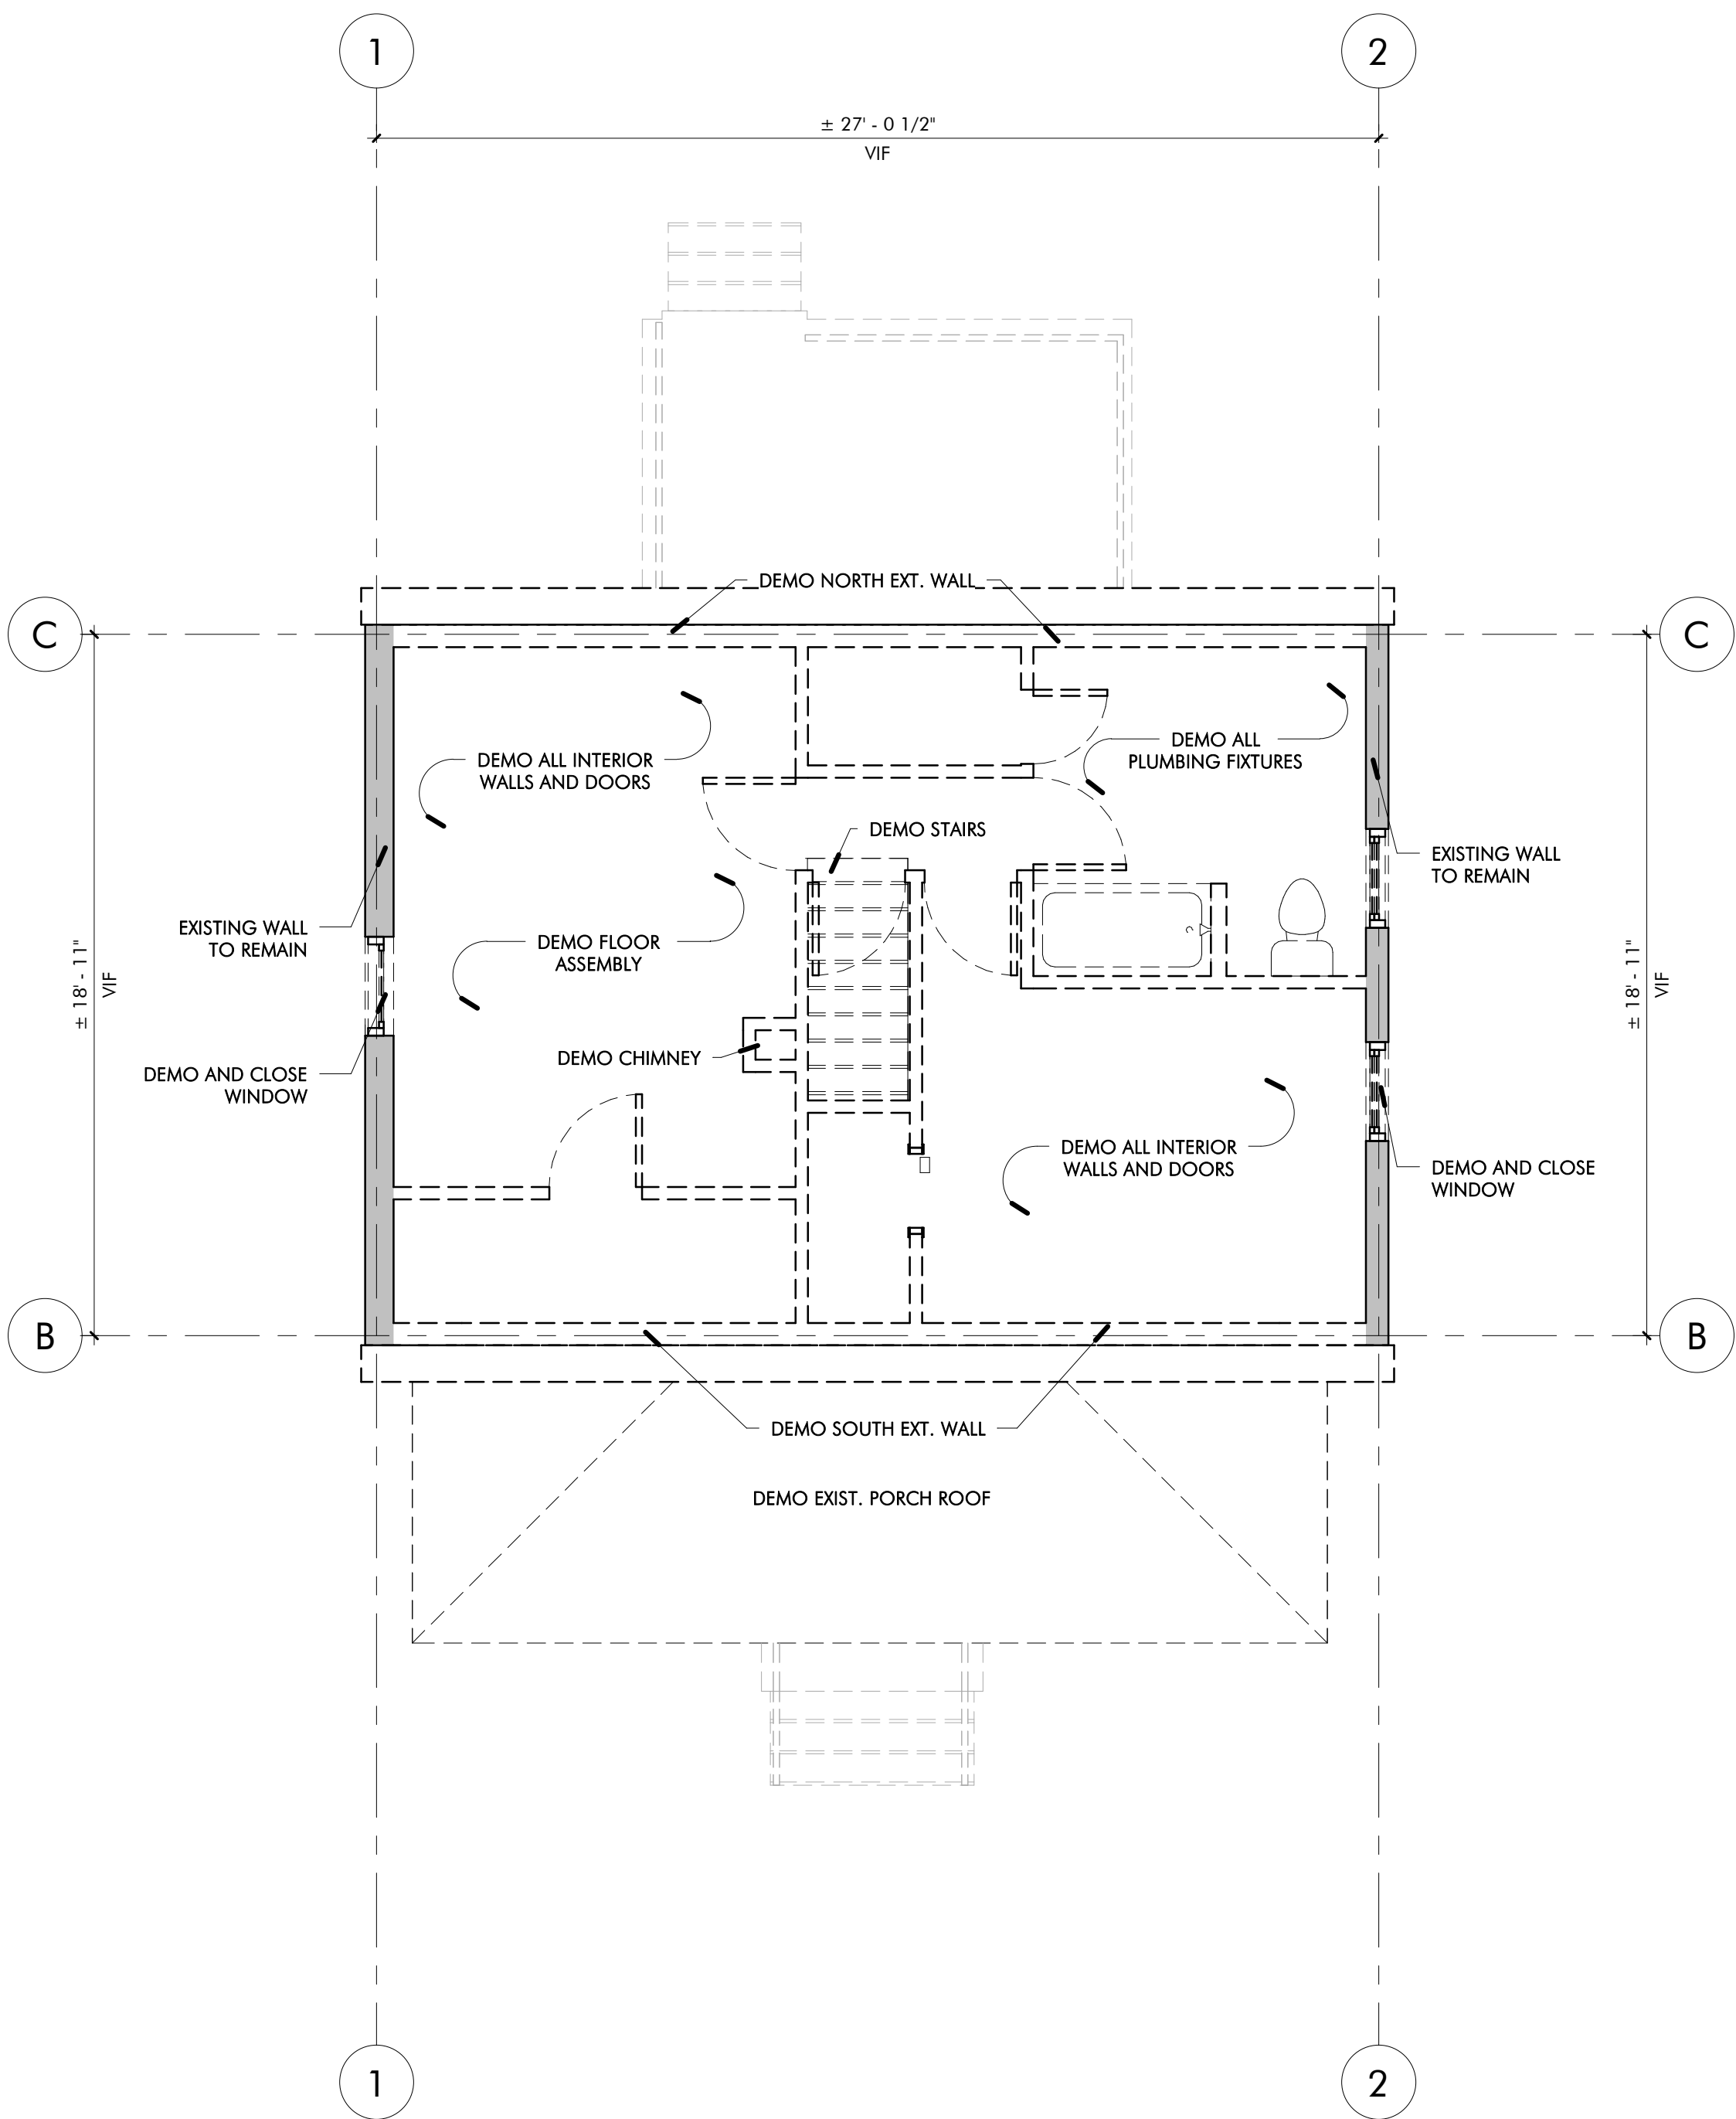 1
2
± 27' - 0 1/2"
VIF
DEMO NORTH EXT. WALL
C
C
DEMO ALL INTERIOR
WALLS AND DOORS
DEMO ALL
PLUMBING FIXTURES
DEMO STAIRS
EXISTING WALL
TO REMAIN
EXISTING WALL
TO REMAIN
DEMO FLOOR
ASSEMBLY
± 18' - 11"
VIF
± 18' - 11"
VIF
DEMO CHIMNEY
DEMO AND CLOSE
WINDOW
DEMO ALL INTERIOR
WALLS AND DOORS
DEMO AND CLOSE
WINDOW
B
B
DEMO SOUTH EXT. WALL
DEMO EXIST. PORCH ROOF
1
2